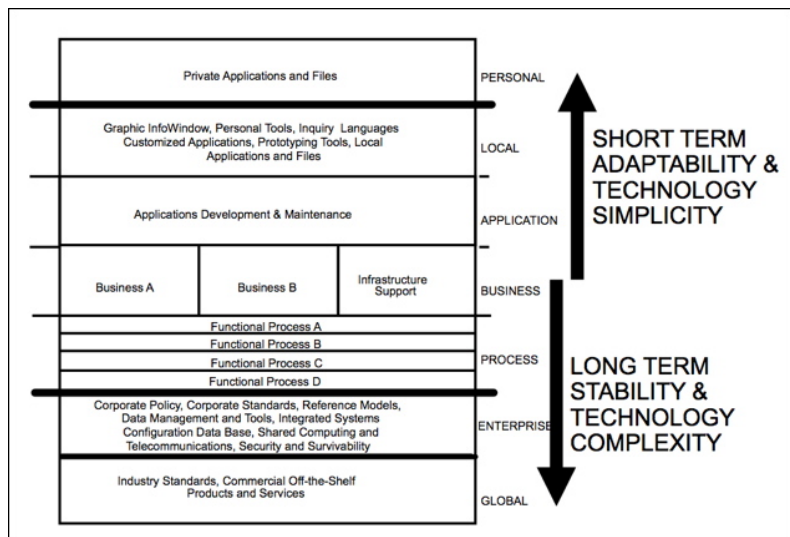 Private Applications and Files
PERSONAL
Graphic InfoWindow, Personal Tools, Inquiry Languages
Customized Applications, Prototyping Tools, Local
Applications and Files
LOCAL
Applications Development & Maintenance
APPLICATION
Business A
Business B
Infrastructure
Support
BUSINESS
Functional Process A
Functional Process B
Functional Process C
Functional Process D
PROCESS
Corporate Policy, Corporate Standards, Reference Models,
Data Management and Tools, Integrated Systems
Configuration Data Base, Shared Computing and
Telecommunications, Security and Survivability
ENTERPRISE
Industry Standards, Commercial Off-the-Shelf
Products and Services
GLOBAL
SHORT TERM
ADAPTABILITY &
TECHNOLOGY
SIMPLICITY
LONG TERM
STABILITY &
TECHNOLOGY
COMPLEXITY